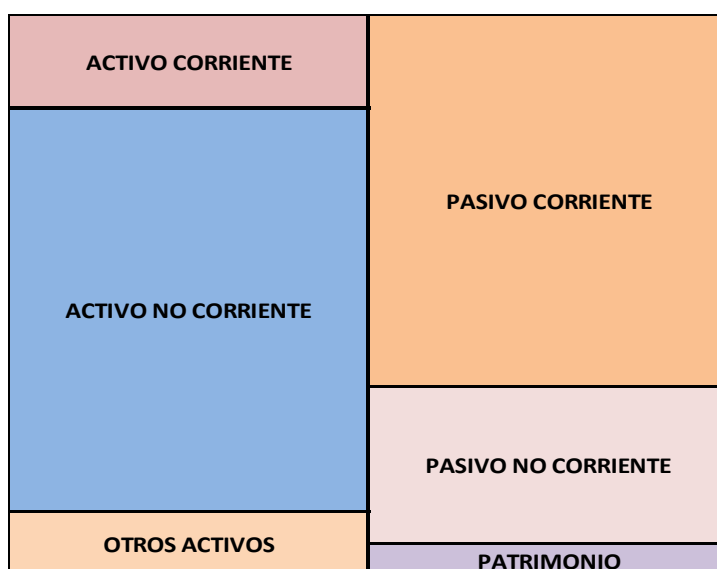 ACTIVO CORRIENTE
PASIVO CORRIENTE
ACTIVO NO CORRIENTE
PASIVO NO CORRIENTE
OTROS ACTIVOS
PATRIMONIO